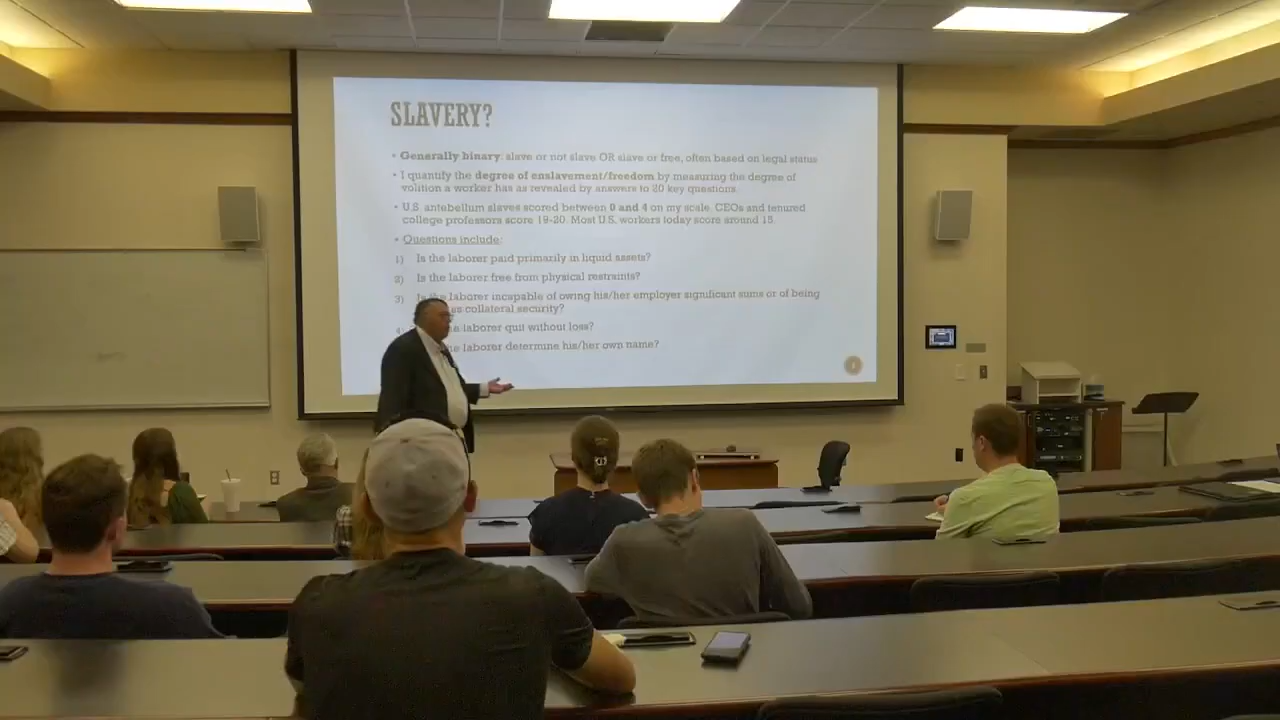 SLAVERY?
• Generally binary: slave or not slave OR slave or free, often based on legal status
• I quantify the degree of enslavement/freedom by measuring the degree of
volition a worker has as revealed by answers to 20 key questions.
• U.S. antebellum slaves scored between 0 and 4 on my scale. CEOs and tenured
college professors score 19-20. Most U.S. workers today score around 15.
• Questions include:
1) Is the laborer paid primarily in liquid assets?
2) Is the laborer free from physical restraints?
3) Is the laborer incapable of owing his/her employer significant sums or of being
as collateral security?
4 laborer quit without loss?
laborer determine his/her own name?